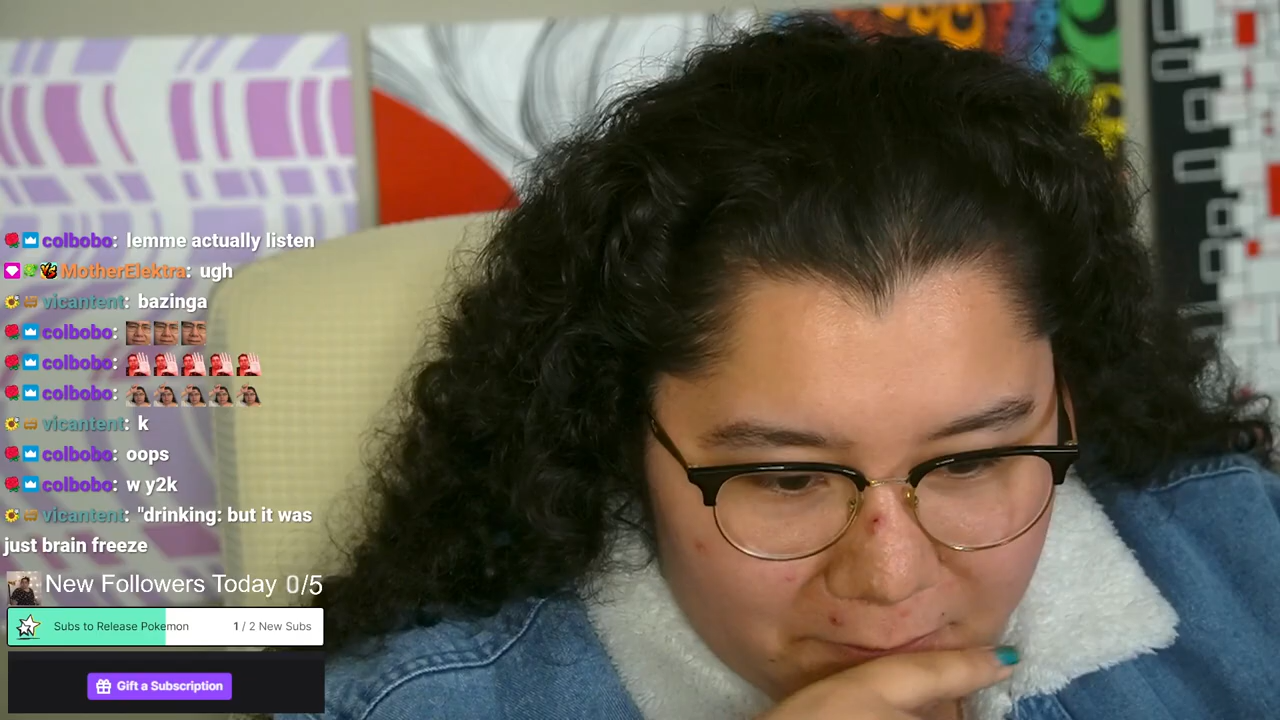 colbobo: lemme actually listen
MotherElektra: ugh
vicantent: bazinga
colbobo:
colbobo:
colbobo:
vicantent: k
colbobo: oops
colbobo: w y2k
vicantent: "drinking: but it was
just brain freeze
New Followers Today 0/5
Subs to Release Pokemon 1 / 2 New Subs
Gift a Subscription